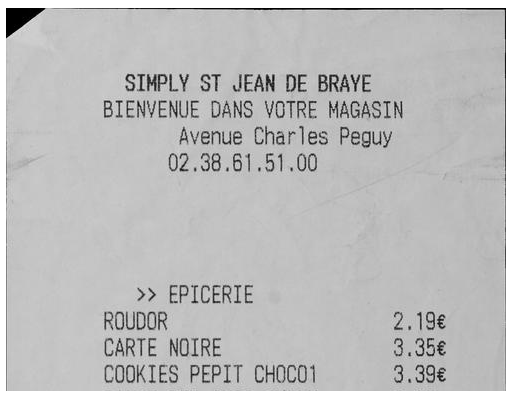 SIMPLY ST JEAN DE BRAYE
BIENVENUE DANS VOTRE MAGASIN
Avenue Charles Peguy
02.38.61.51.00
>> EPICERIE
ROUDOR 2.19€
CARTE NOIRE 3.35€
COOKIES PEPIT CHOCO1 3.39€